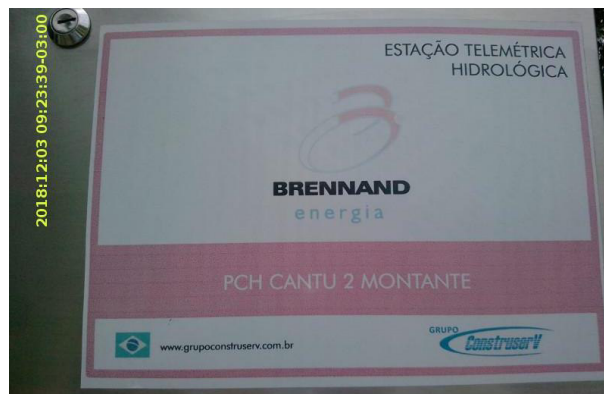 2018:12:03 09:23:39-03:00
ESTAÇÃO TELEMÉTRICA
HIDROLÓGICA
BRENNAND
energia
PCH CANTU 2 MONTANTE
www.grupoconstruserv.com.br
GRUPO
ConstruserV